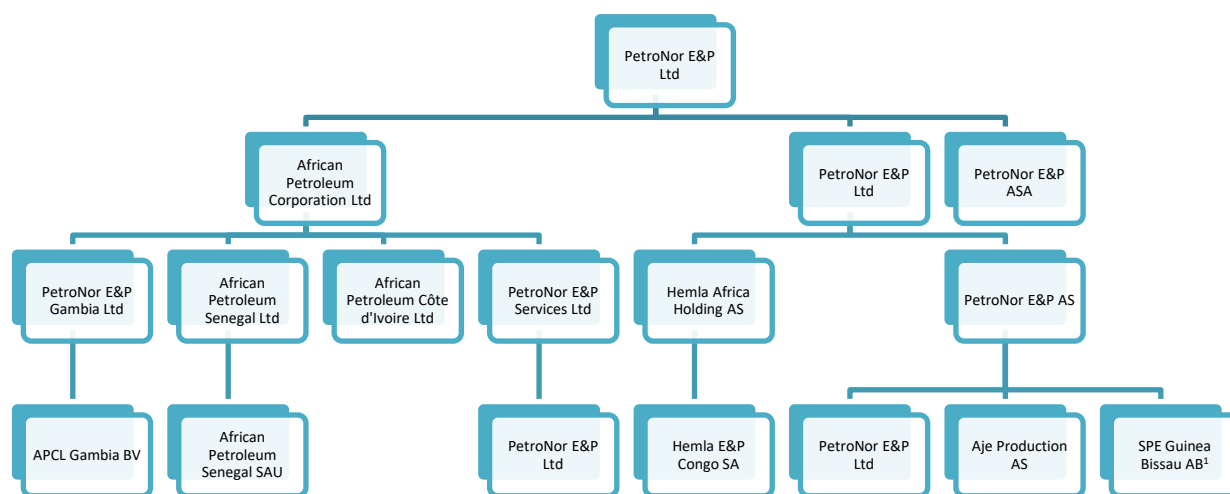 PetroNor E&P
Ltd
African
Petroleum
Corporation Ltd
PetroNor E&P
Ltd
PetroNor E&P
ASA
PetroNor E&P
Gambia Ltd
African
Petroleum
Senegal Ltd
African
Petroleum Côte
d'Ivoire Ltd
PetroNor E&P
Services Ltd
Hemla Africa
Holding AS
PetroNor E&P AS
APCL Gambia BV
African
Petroleum
Senegal SAU
PetroNor E&P
Ltd
Hemla E&P
Congo SA
PetroNor E&P
Ltd
Aje Production
AS
SPE Guinea
Bissau AB¹